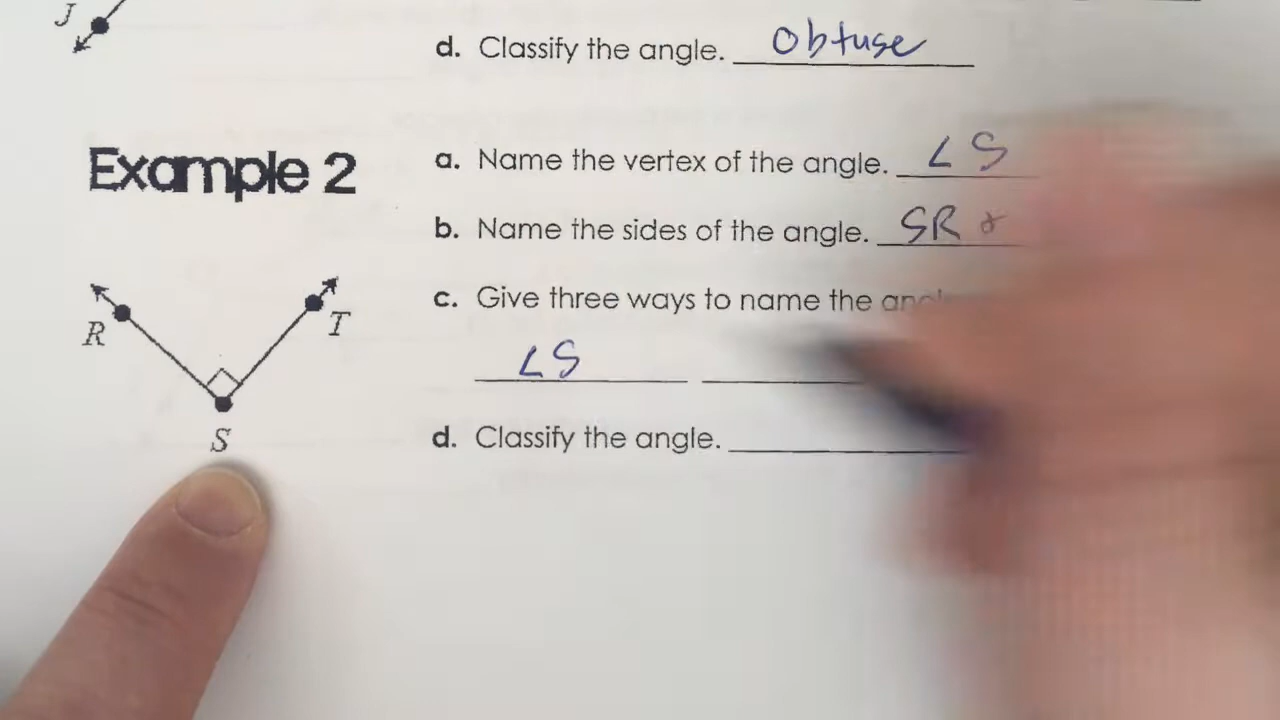 J
d. Classify the angle. Obtuse
Example 2
a. Name the vertex of the angle. ∠S
b. Name the sides of the angle. SR &
c. Give three ways to name the
∠S
R
T
S
d. Classify the angle.